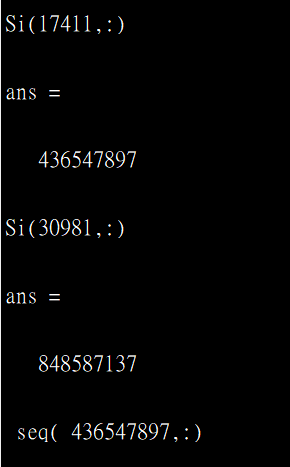 Si(17411,:)
ans =
436547897
Si(30981,:)
ans =
848587137
seq( 436547897,:)